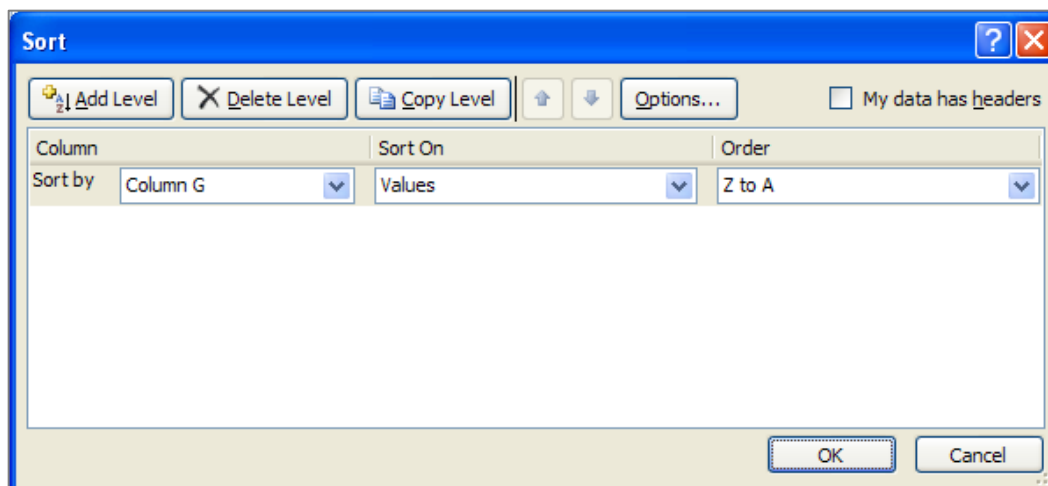 Sort
Add Level Delete Level Copy Level Options... My data has headers
Column Sort On Order
Sort by Column G Values Z to A
OK Cancel